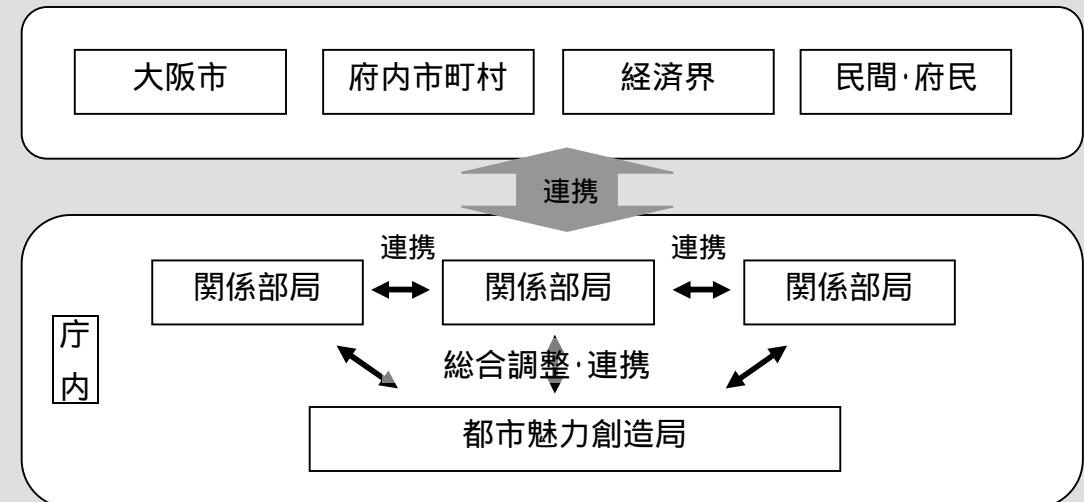 大阪市
府内市町村
経済界
民間・府民
連携
連携
連携
関係部局
関係部局
関係部局
庁
内
総合調整・連携
都市魅力創造局